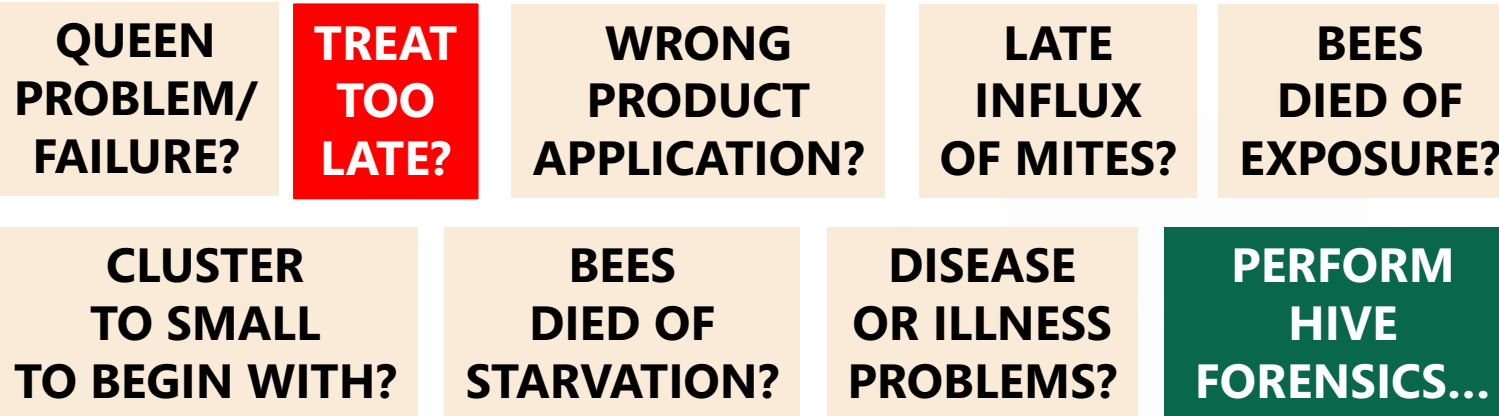 QUEEN
PROBLEM/
FAILURE?
TREAT
TOO
LATE?
WRONG
PRODUCT
APPLICATION?
LATE
INFLUX
OF MITES?
BEES
DIED OF
EXPOSURE?
CLUSTER
TO SMALL
TO BEGIN WITH?
BEES
DIED OF
STARVATION?
DISEASE
OR ILLNESS
PROBLEMS?
PERFORM
HIVE
FORENSICS...